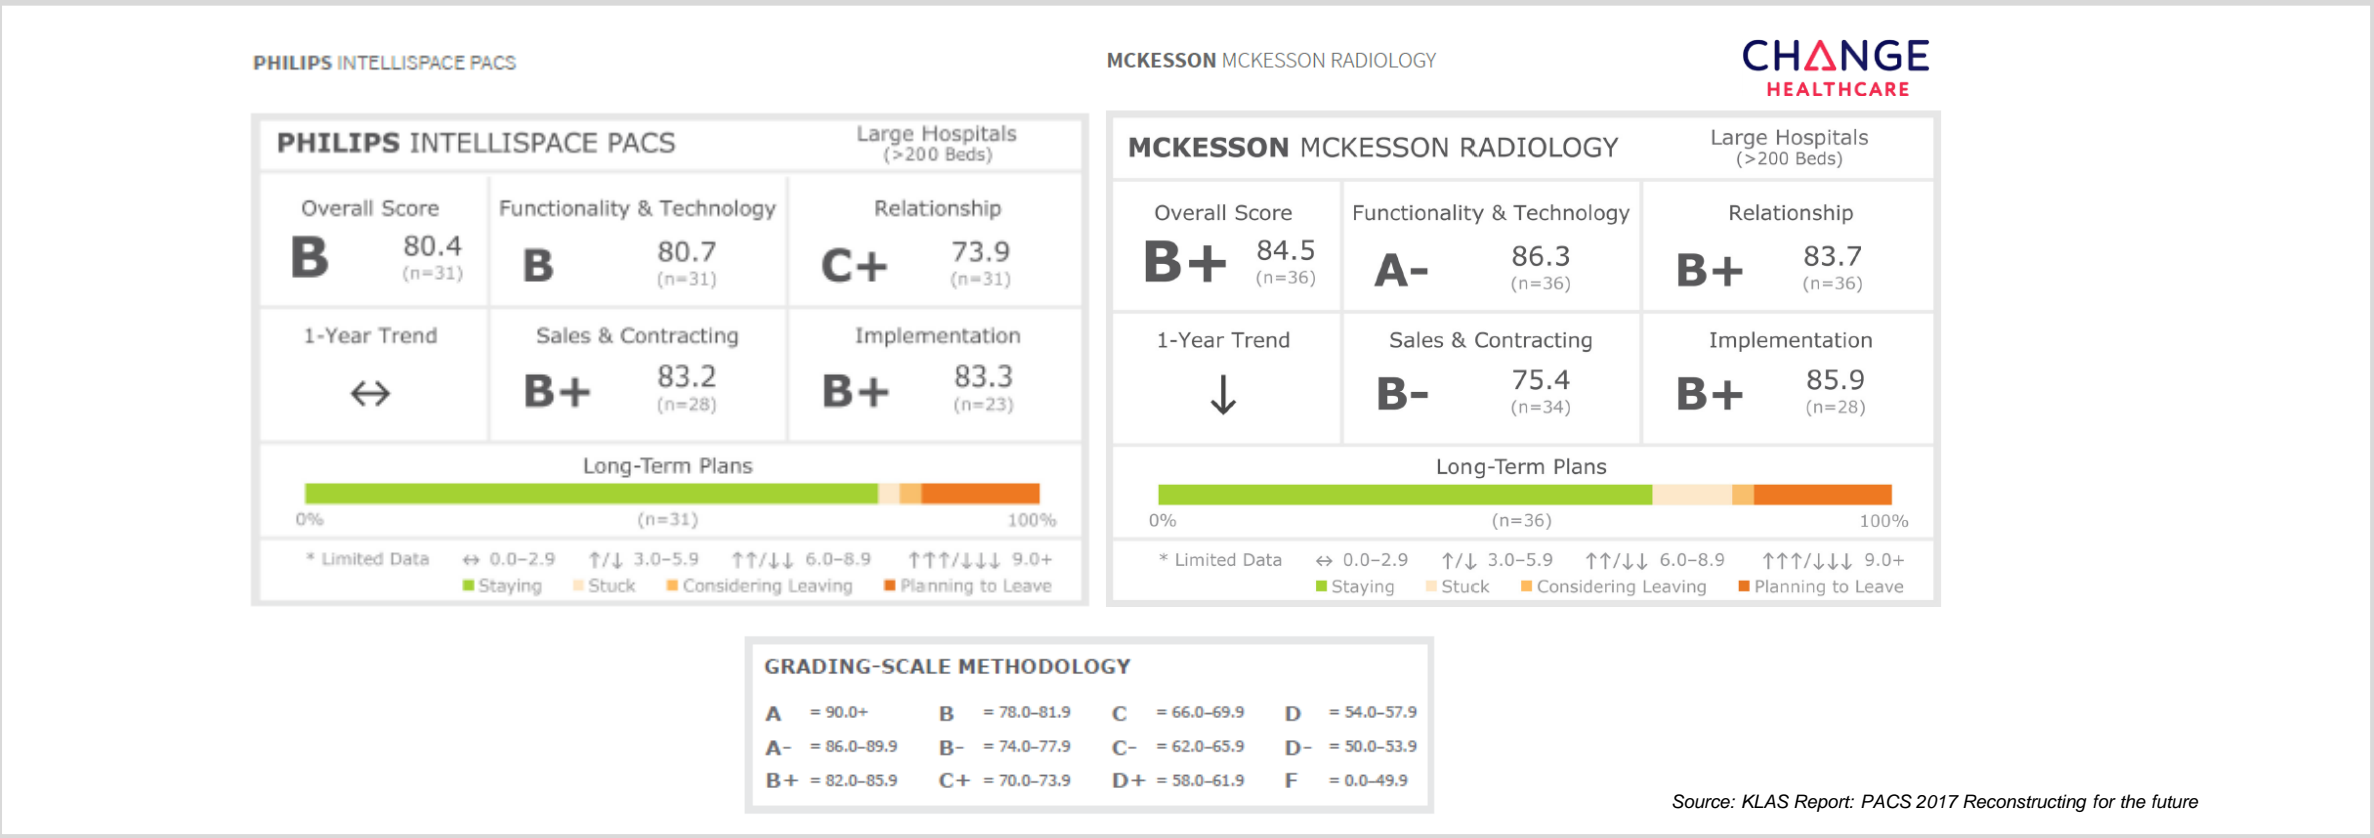 PHILIPS INTELLISPACE PACS
MCKESSON MCKESSON RADIOLOGY
CHANGE
HEALTHCARE
PHILIPS INTELLISPACE PACS
Large Hospitals
(>200 Beds)
Overall Score
B 80.4
(n=31)
Functionality & Technology
B 80.7
(n=31)
Relationship
C+ 73.9
(n=31)
1-Year Trend
↔
Sales & Contracting
B+ 83.2
(n=28)
Implementation
B+ 83.3
(n=23)
Long-Term Plans
0% (n=31) 100%
* Limited Data ↔ 0.0–2.9 ↑/↓ 3.0–5.9 ↑↑/↓↓ 6.0–8.9 ↑↑↑/↓↓↓ 9.0+
Staying Stuck Considering Leaving Planning to Leave
MCKESSON MCKESSON RADIOLOGY
Large Hospitals
(>200 Beds)
Overall Score
B+ 84.5
(n=36)
Functionality & Technology
A- 86.3
(n=36)
Relationship
B+ 83.7
(n=36)
1-Year Trend
↓
Sales & Contracting
B- 75.4
(n=34)
Implementation
B+ 85.9
(n=28)
Long-Term Plans
0% (n=36) 100%
* Limited Data ↔ 0.0–2.9 ↑/↓ 3.0–5.9 ↑↑/↓↓ 6.0–8.9 ↑↑↑/↓↓↓ 9.0+
Staying Stuck Considering Leaving Planning to Leave
GRADING-SCALE METHODOLOGY
A = 90.0+ B = 78.0–81.9 C = 66.0–69.9 D = 54.0–57.9
A- = 86.0–89.9 B- = 74.0–77.9 C- = 62.0–65.9 D- = 50.0–53.9
B+ = 82.0–85.9 C+ = 70.0–73.9 D+ = 58.0–61.9 F = 0.0–49.9
Source: KLAS Report: PACS 2017 Reconstructing for the future